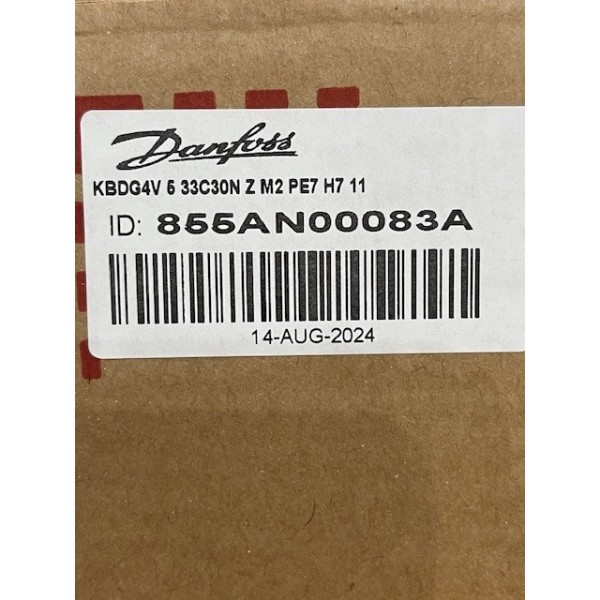 Danfoss
KBDG4V 5 33C30N Z M2 PE7 H7 11
ID: 855AN00083A
14-AUG-2024